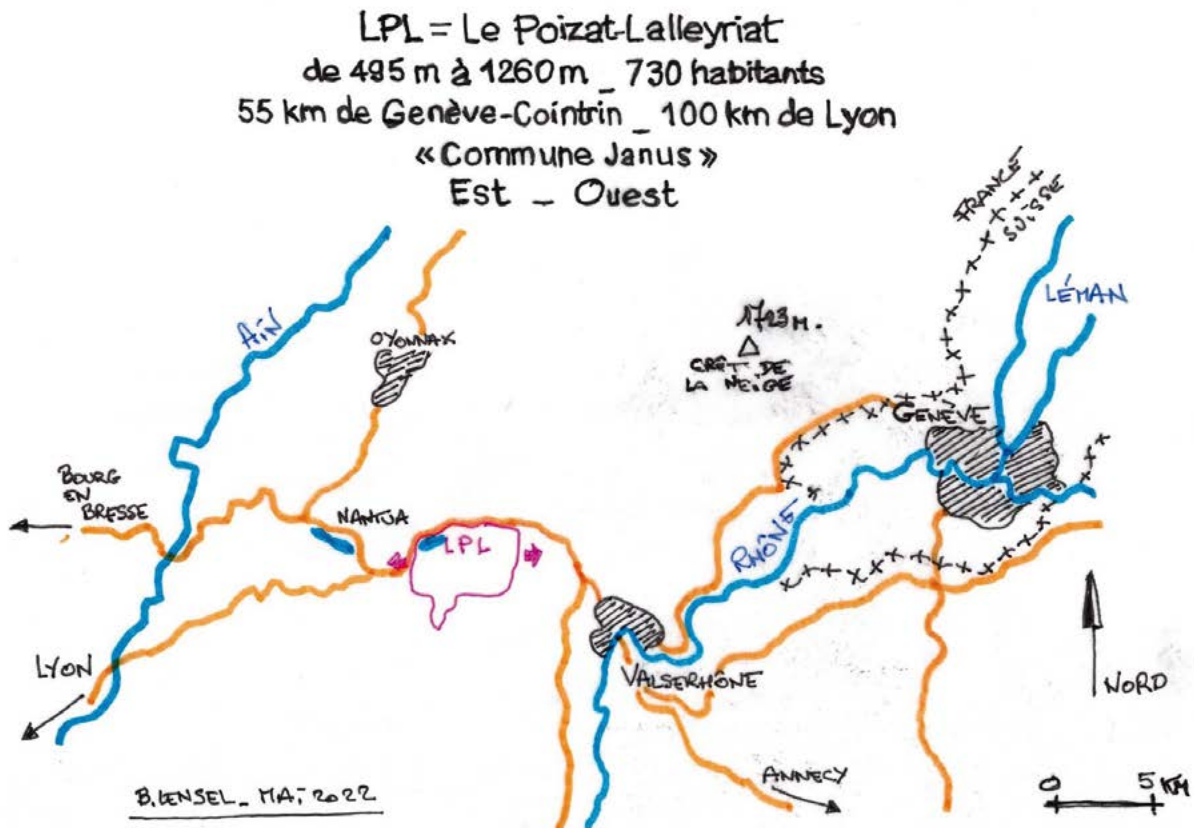 LPL = Le Poizat-Lalleyriat
de 495 m à 1260 m _ 730 habitants
55 km de Genève-Cointrin _ 100 km de Lyon
«Commune Janus»
Est _ Ouest
FRANCE
SUISSE
LÉMAN
AIN
OYONNAX
1723 M.
CRÊT DE
LA NEIGE
GENÈVE
BOURG
EN
BRESSE
NANTUA
LPL
RHÔNE
LYON
VALSERHÔNE
NORD
ANNECY
0 5 KM
B.LENSEL_ MAI 2022